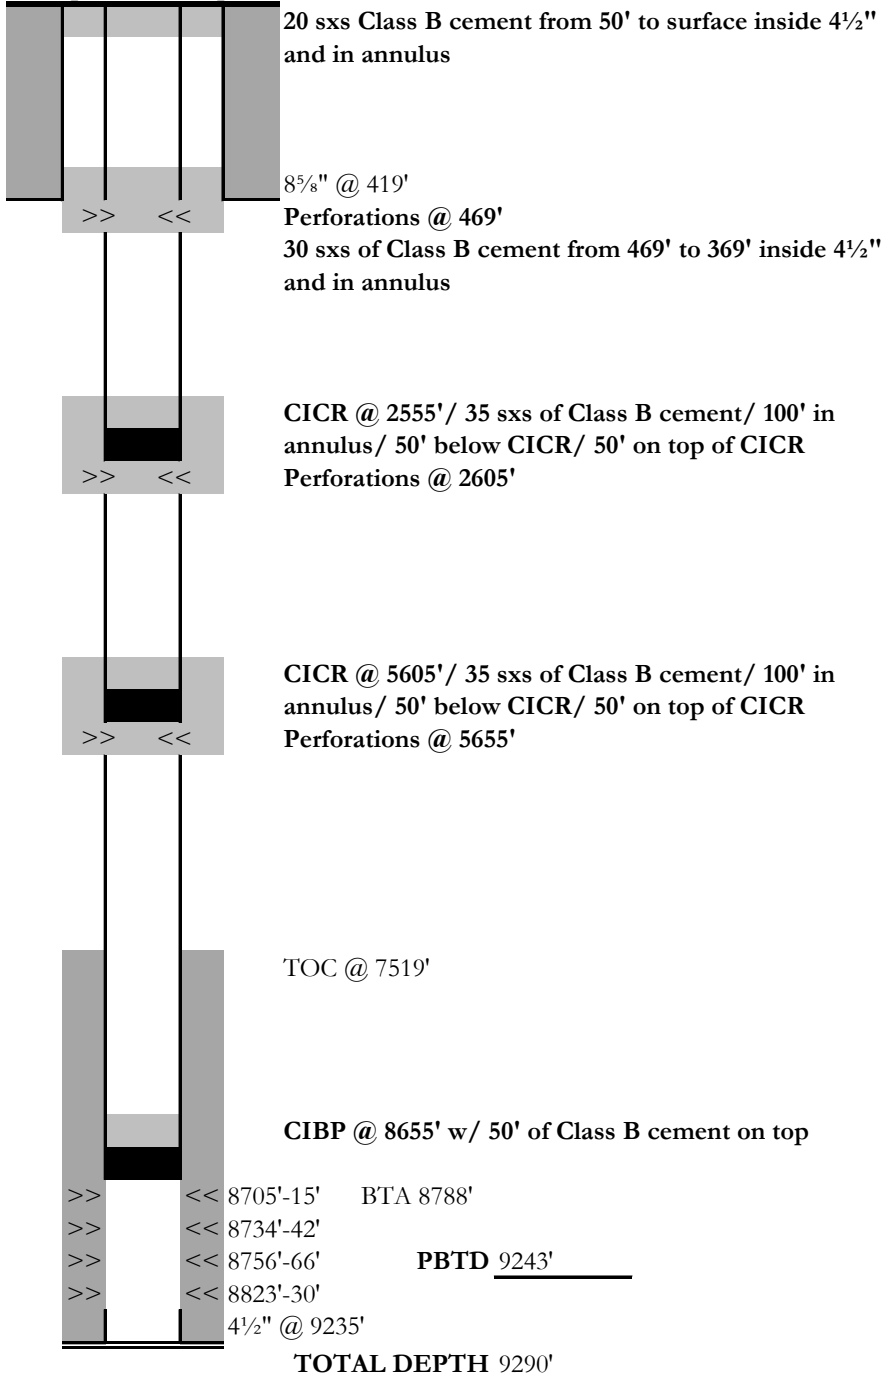 20 sxs Class B cement from 50' to surface inside 4½"
and in annulus
8⅝" @ 419'
>> << Perforations @ 469'
30 sxs of Class B cement from 469' to 369' inside 4½"
and in annulus
CICR @ 2555'/ 35 sxs of Class B cement/ 100' in
annulus/ 50' below CICR/ 50' on top of CICR
>> << Perforations @ 2605'
CICR @ 5605'/ 35 sxs of Class B cement/ 100' in
annulus/ 50' below CICR/ 50' on top of CICR
>> << Perforations @ 5655'
TOC @ 7519'
CIBP @ 8655' w/ 50' of Class B cement on top
>> << 8705'-15' BTA 8788'
>> << 8734'-42'
>> << 8756'-66' PBTD 9243'
>> << 8823'-30'
4½" @ 9235'
TOTAL DEPTH 9290'